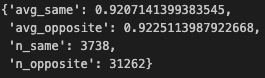 {'avg_same': 0.9207141399383545,
 'avg_opposite': 0.9225113987922668,
 'n_same': 3738,
 'n_opposite': 31262}